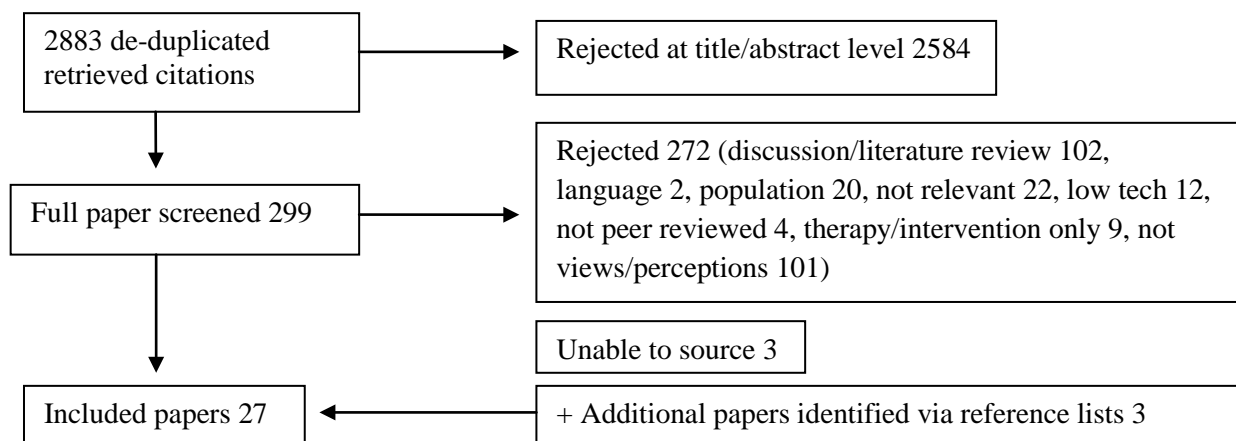 2883 de-duplicated
retrieved citations
Rejected at title/abstract level 2584
Rejected 272 (discussion/literature review 102,
language 2, population 20, not relevant 22, low tech 12,
not peer reviewed 4, therapy/intervention only 9, not
views/perceptions 101)
Full paper screened 299
Unable to source 3
Included papers 27
+ Additional papers identified via reference lists 3